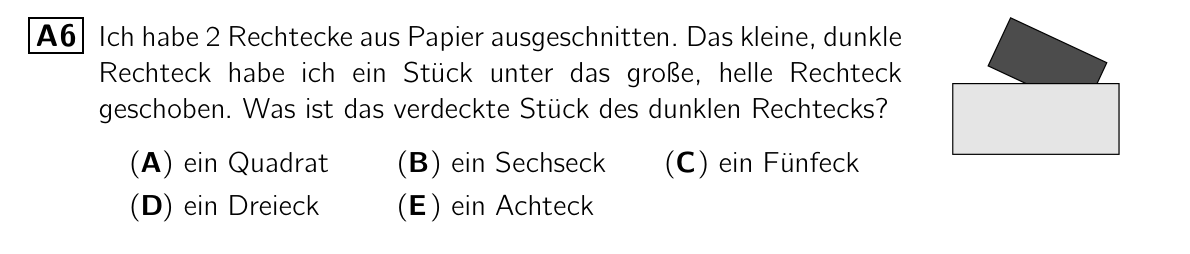 A6 Ich habe 2 Rechtecke aus Papier ausgeschnitten. Das kleine, dunkle
Rechteck habe ich ein Stück unter das große, helle Rechteck
geschoben. Was ist das verdeckte Stück des dunklen Rechtecks?
(A) ein Quadrat (B) ein Sechseck (C) ein Fünfeck
(D) ein Dreieck (E) ein Achteck